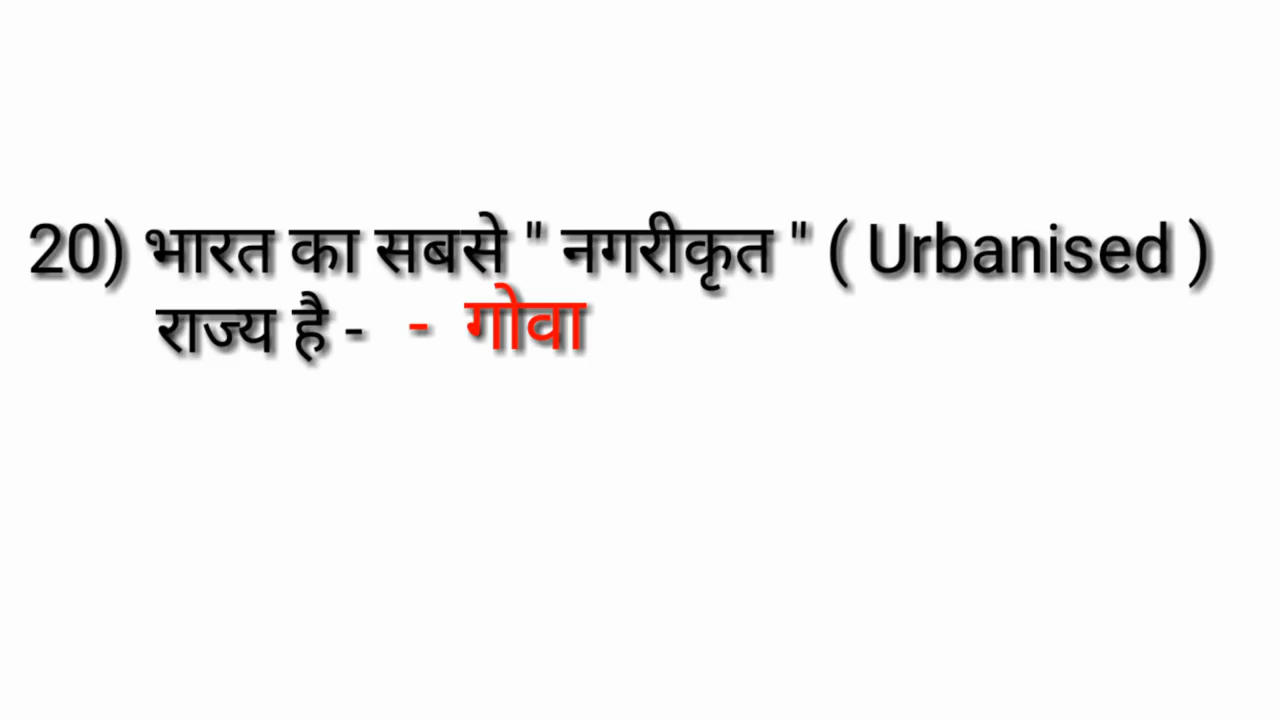 20) भारत का सबसे " नगरीकृत " ( Urbanised )
राज्य है - - गोवा